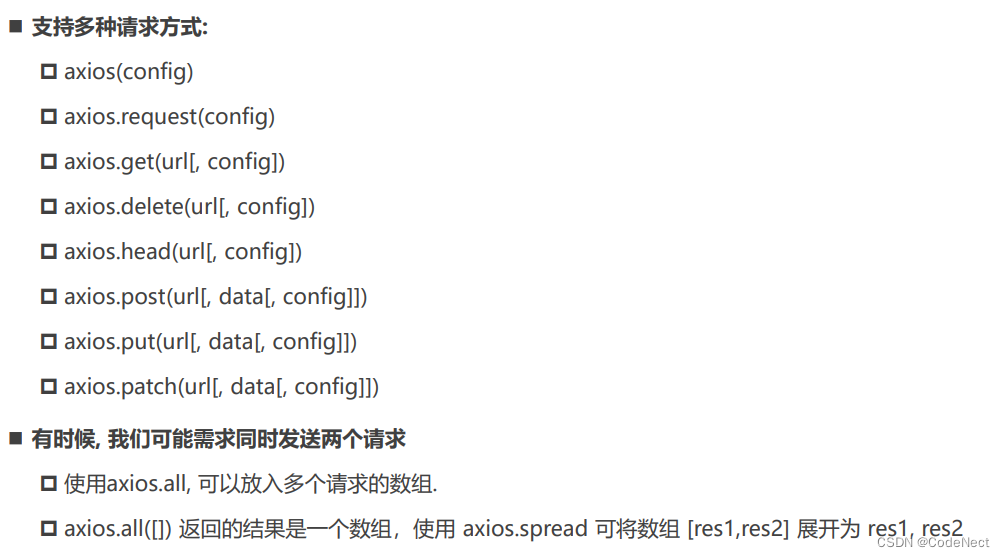 支持多种请求方式:
axios(config)
axios.request(config)
axios.get(url[, config])
axios.delete(url[, config])
axios.head(url[, config])
axios.post(url[, data[, config]])
axios.put(url[, data[, config]])
axios.patch(url[, data[, config]])
有时候, 我们可能需求同时发送两个请求
使用axios.all, 可以放入多个请求的数组.
axios.all([]) 返回的结果是一个数组，使用 axios.spread 可将数组 [res1,res2] 展开为 res1, res2
CSDN @CodeNect